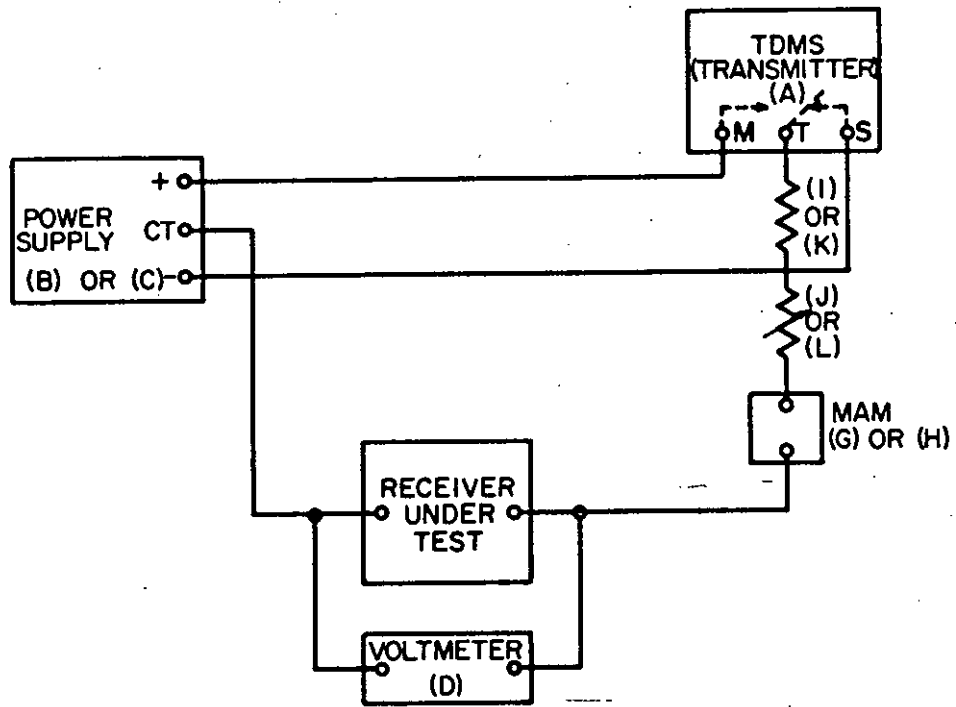 TDMS
(TRANSMITTER)
(A)
M T S
+
POWER
SUPPLY
CT
(B) OR (C)-
(I)
OR
(K)
(J)
OR
(L)
MAM
(G) OR (H)
RECEIVER
UNDER
TEST
VOLTMETER
(D)